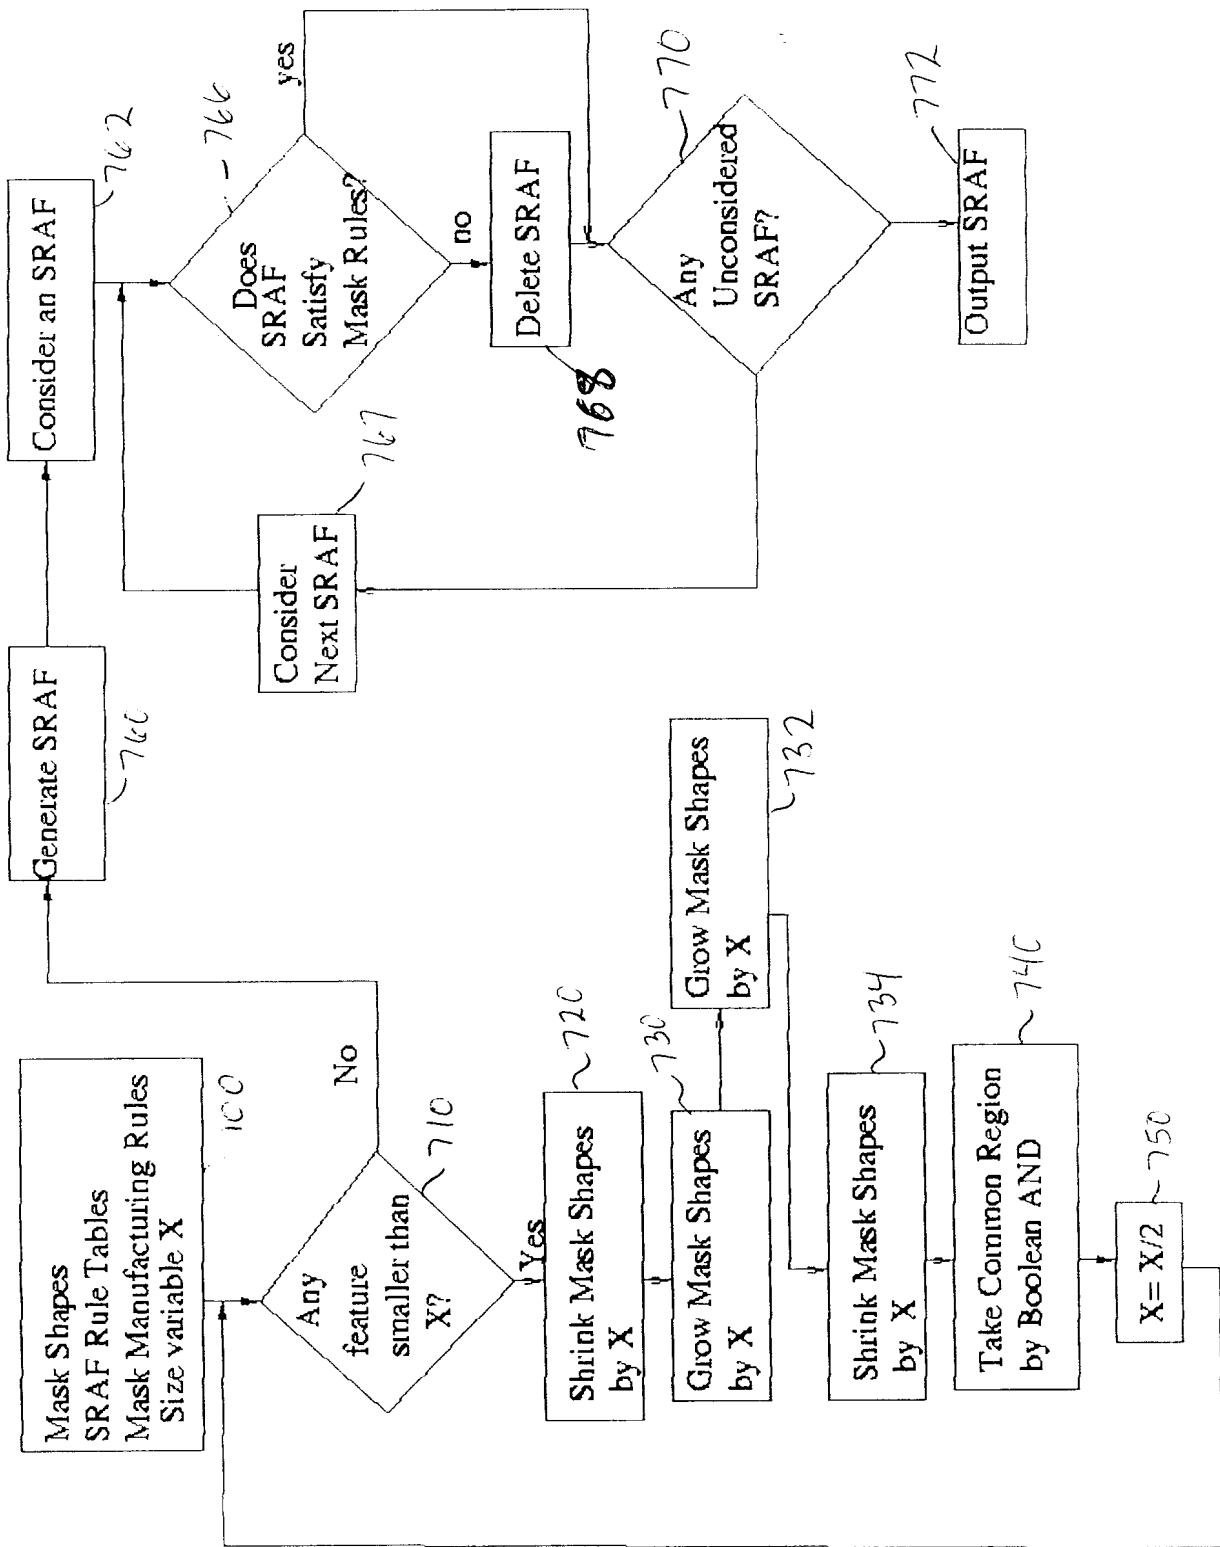 Mask Shapes
SRAF Rule Tables
Mask Manufacturing Rules
Size variable X
100
Any
feature
smaller than
X?
710
No
Yes
Shrink Mask Shapes
by X
720
Grow Mask Shapes
by X
730
Grow Mask Shapes
by X
732
Shrink Mask Shapes
by X
734
Take Common Region
by Boolean AND
740
X= X/2
750
Generate SRAF
760
Consider an SRAF
762
Does
SRAF
Satisfy
Mask Rules?
766
yes
no
Consider
Next SRAF
767
Delete SRAF
768
Any
Unconsidered
SRAF?
770
Output SRAF
772